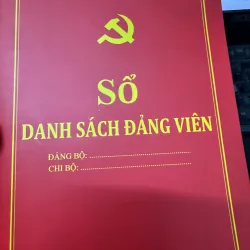 SỔ
DANH SÁCH ĐẢNG VIÊN
ĐẢNG BỘ: ..................................
CHI BỘ: .....................................